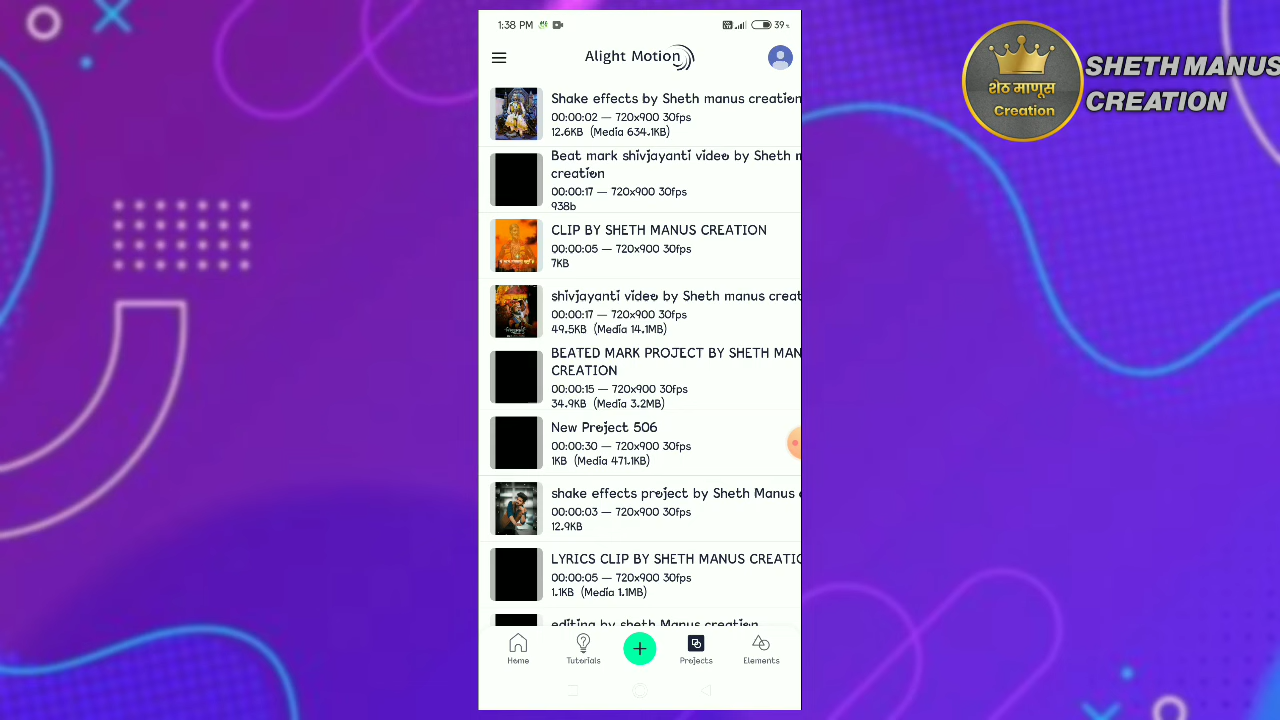 1:38 PM
39%
Alight Motion
Shake effects by Sheth manus creation
00:00:02 — 720x900 30fps
12.6KB (Media 634.1KB)
Beat mark shivjayanti video by Sheth m
creation
00:00:17 — 720x900 30fps
938b
CLIP BY SHETH MANUS CREATION
00:00:05 — 720x900 30fps
7KB
shivjayanti video by Sheth manus creat
00:00:17 — 720x900 30fps
49.5KB (Media 14.1MB)
BEATED MARK PROJECT BY SHETH MAN
CREATION
00:00:15 — 720x900 30fps
34.9KB (Media 3.2MB)
New Project 506
00:00:30 — 720x900 30fps
1KB (Media 471.1KB)
shake effects project by Sheth Manus
00:00:03 — 720x900 30fps
12.9KB
LYRICS CLIP BY SHETH MANUS CREATIO
00:00:05 — 720x900 30fps
1.1KB (Media 1.1MB)
editing by sheth Manus creation
Home
Tutorials
Projects
Elements
शेठ माणूस
Creation
SHETH MANUS
CREATION